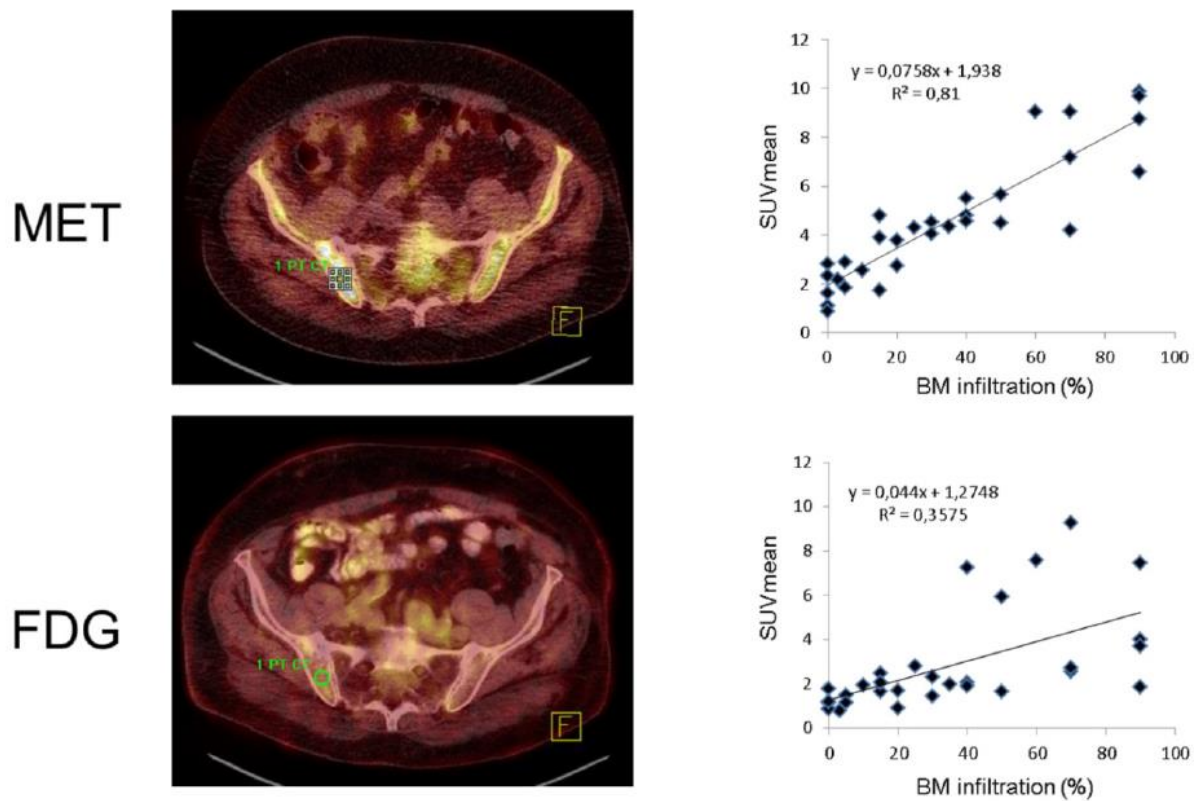 MET
1 PT CT
F
12
10
8
6
4
2
0
y = 0,0758x + 1,938
R² = 0,81
SUVmean
0 20 40 60 80 100
BM infiltration (%)
FDG
1 PT CT
F
12
10
8
6
4
2
0
y = 0,044x + 1,2748
R² = 0,3575
SUVmean
0 20 40 60 80 100
BM infiltration (%)